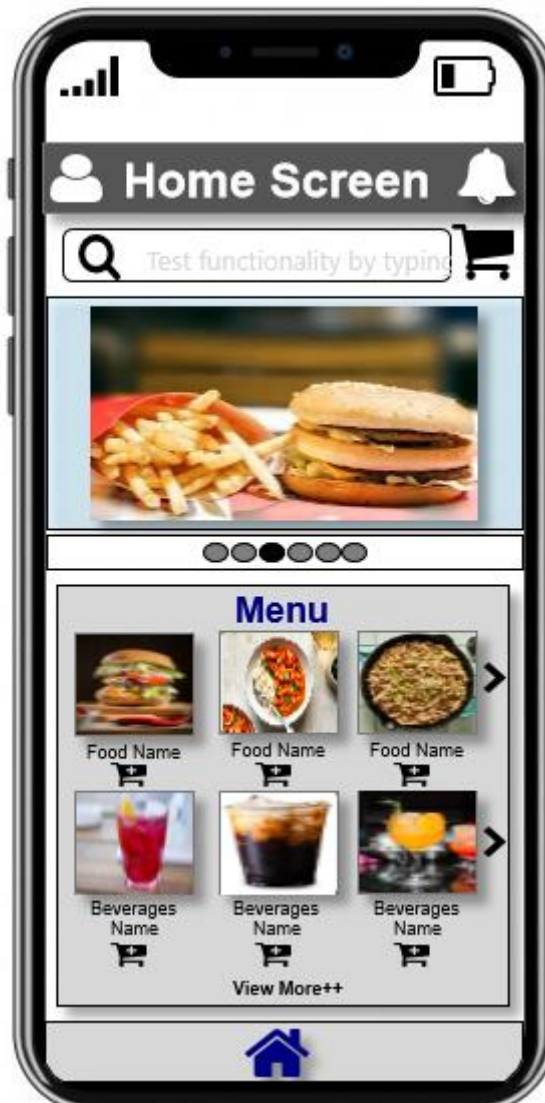 Home Screen
Test functionality by typing
Menu
Food Name
Food Name
Food Name
Beverages
Name
Beverages
Name
Beverages
Name
View More++